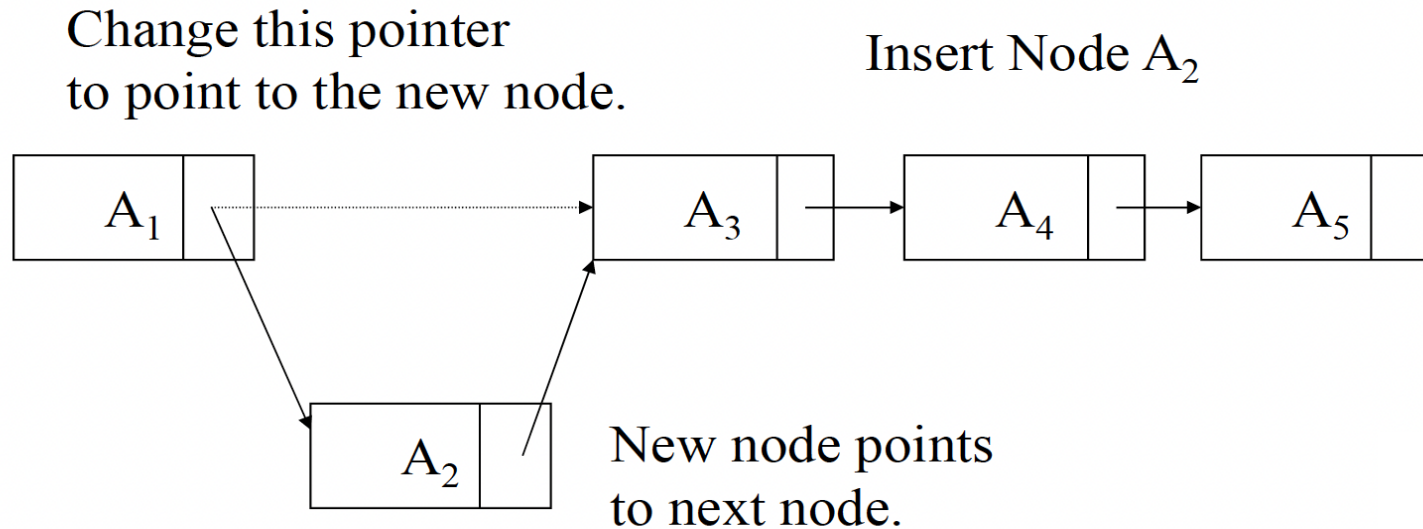 Change this pointer
to point to the new node.
Insert Node A₂
A₁
A₃
A₄
A₅
A₂
New node points
to next node.